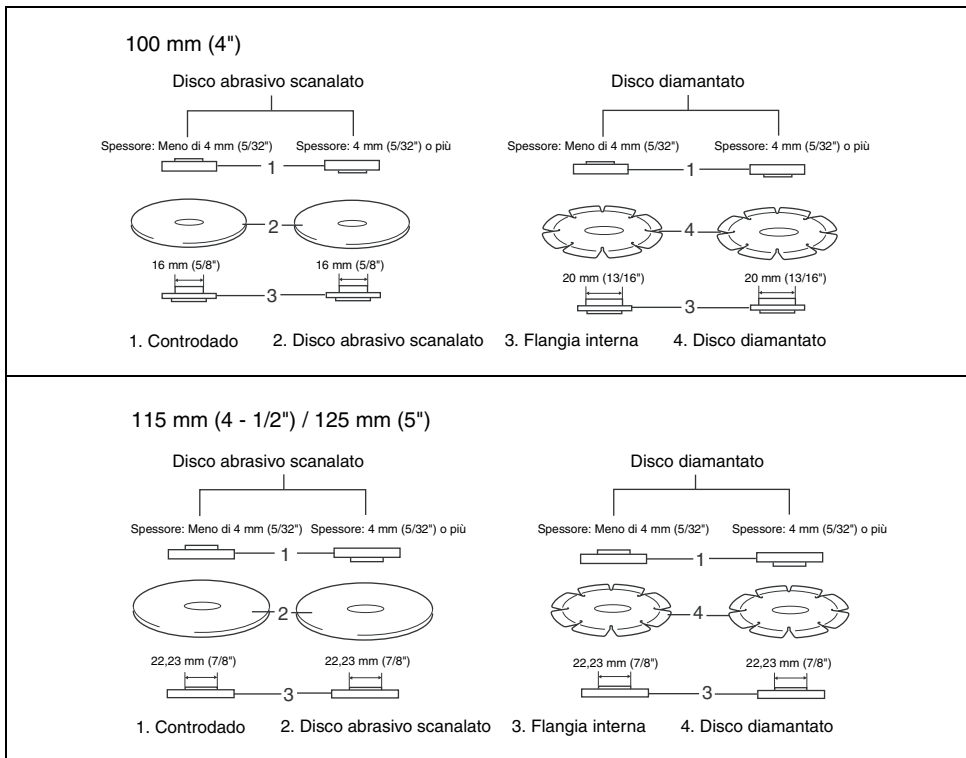 100 mm (4")
Disco abrasivo scanalato Disco diamantato
Spessore: Meno di 4 mm (5/32") Spessore: 4 mm (5/32") o più Spessore: Meno di 4 mm (5/32") Spessore: 4 mm (5/32") o più
1 1
2 4
16 mm (5/8") 16 mm (5/8") 20 mm (13/16") 20 mm (13/16")
3 3
1. Controdado 2. Disco abrasivo scanalato 3. Flangia interna 4. Disco diamantato
115 mm (4 - 1/2") / 125 mm (5")
Disco abrasivo scanalato Disco diamantato
Spessore: Meno di 4 mm (5/32") Spessore: 4 mm (5/32") o più Spessore: Meno di 4 mm (5/32") Spessore: 4 mm (5/32") o più
1 1
2 4
22,23 mm (7/8") 22,23 mm (7/8") 22,23 mm (7/8") 22,23 mm (7/8")
3 3
1. Controdado 2. Disco abrasivo scanalato 3. Flangia interna 4. Disco diamantato